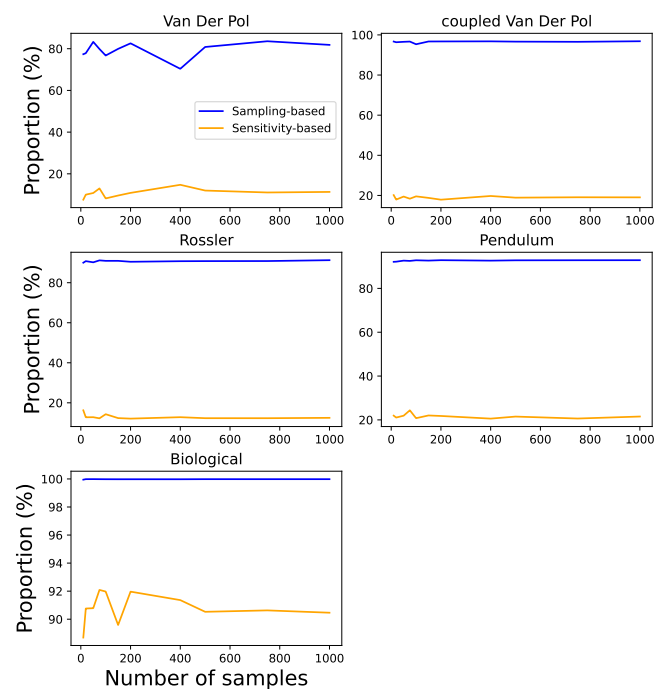 Van Der Pol
coupled Van Der Pol
Proportion (%)
80
60
40
20
Sampling-based
Sensitivity-based
0 200 400 600 800 1000
100
80
60
40
20
0 200 400 600 800 1000
Rossler
Pendulum
Proportion (%)
80
60
40
20
0 200 400 600 800 1000
80
60
40
20
0 200 400 600 800 1000
Biological
Proportion (%)
100
98
96
94
92
90
0 200 400 600 800 1000
Number of samples